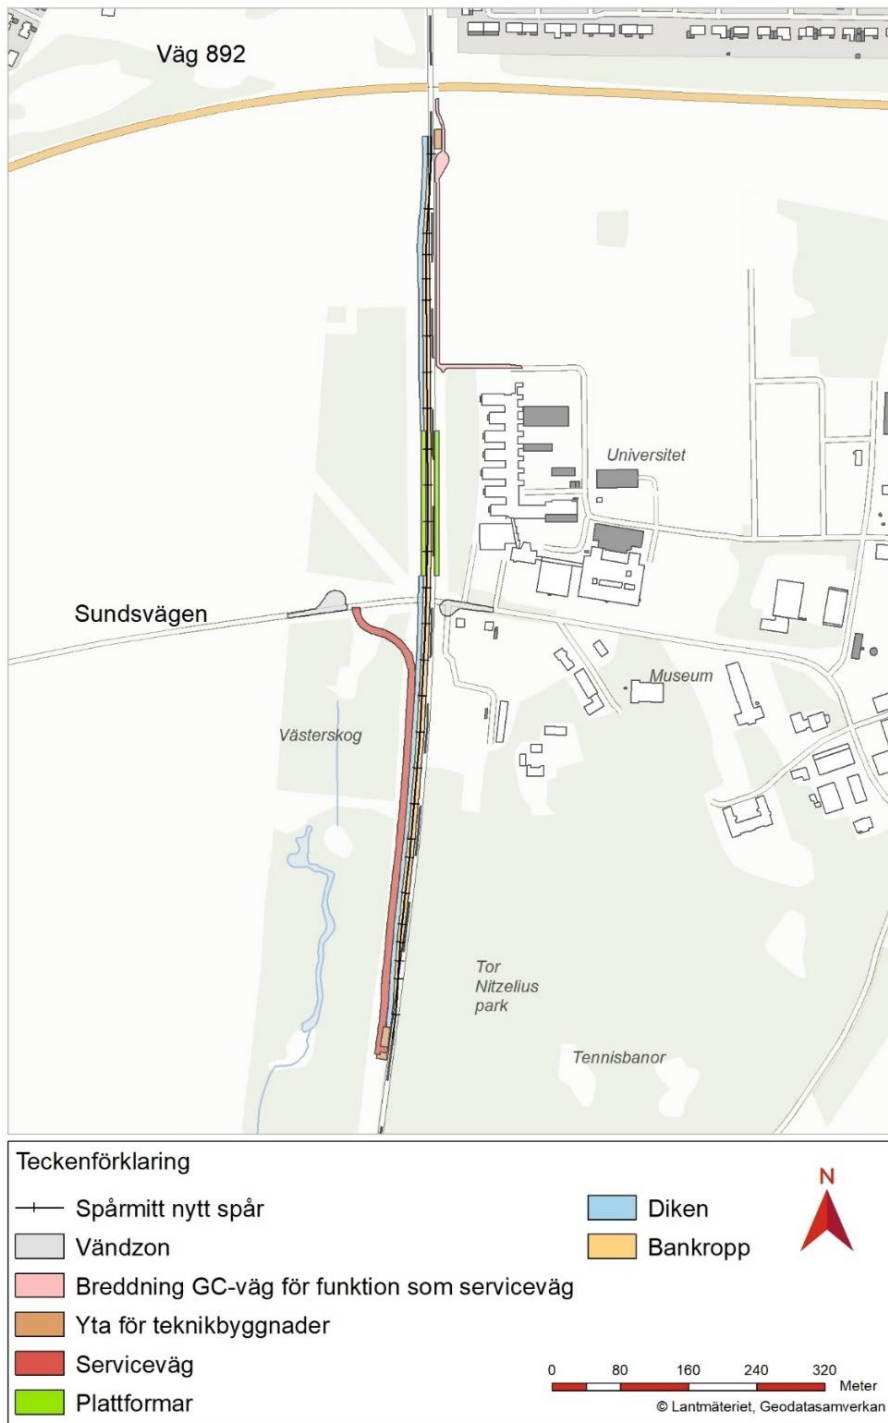 Väg 892
Universitet
Sundsvägen
Museum
Västerskog
Tor
Nitzelius
park
Tennisbanor
Teckenförklaring
Spårmitt nytt spår
Vändzon
Breddning GC-väg för funktion som serviceväg
Yta för teknikbyggnader
Serviceväg
Plattformar
Diken
Bankropp
N
0 80 160 240 320
Meter
© Lantmäteriet, Geodatasamverkan